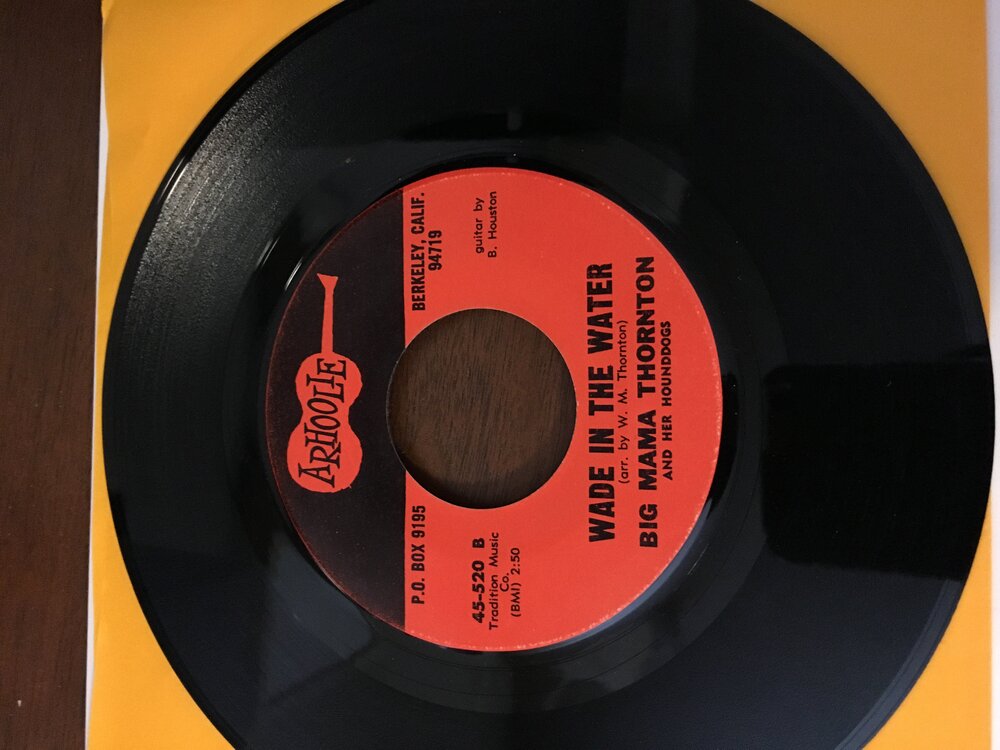 ARHOOLIE
P.O. BOX 9195
BERKELEY, CALIF.
94719
45-520 B
Tradition Music
Co.
(BMI) 2:50
guitar by
B. Houston
WADE IN THE WATER
(arr. by W. M. Thornton)
BIG MAMA THORNTON
AND HER HOUNDDOGS